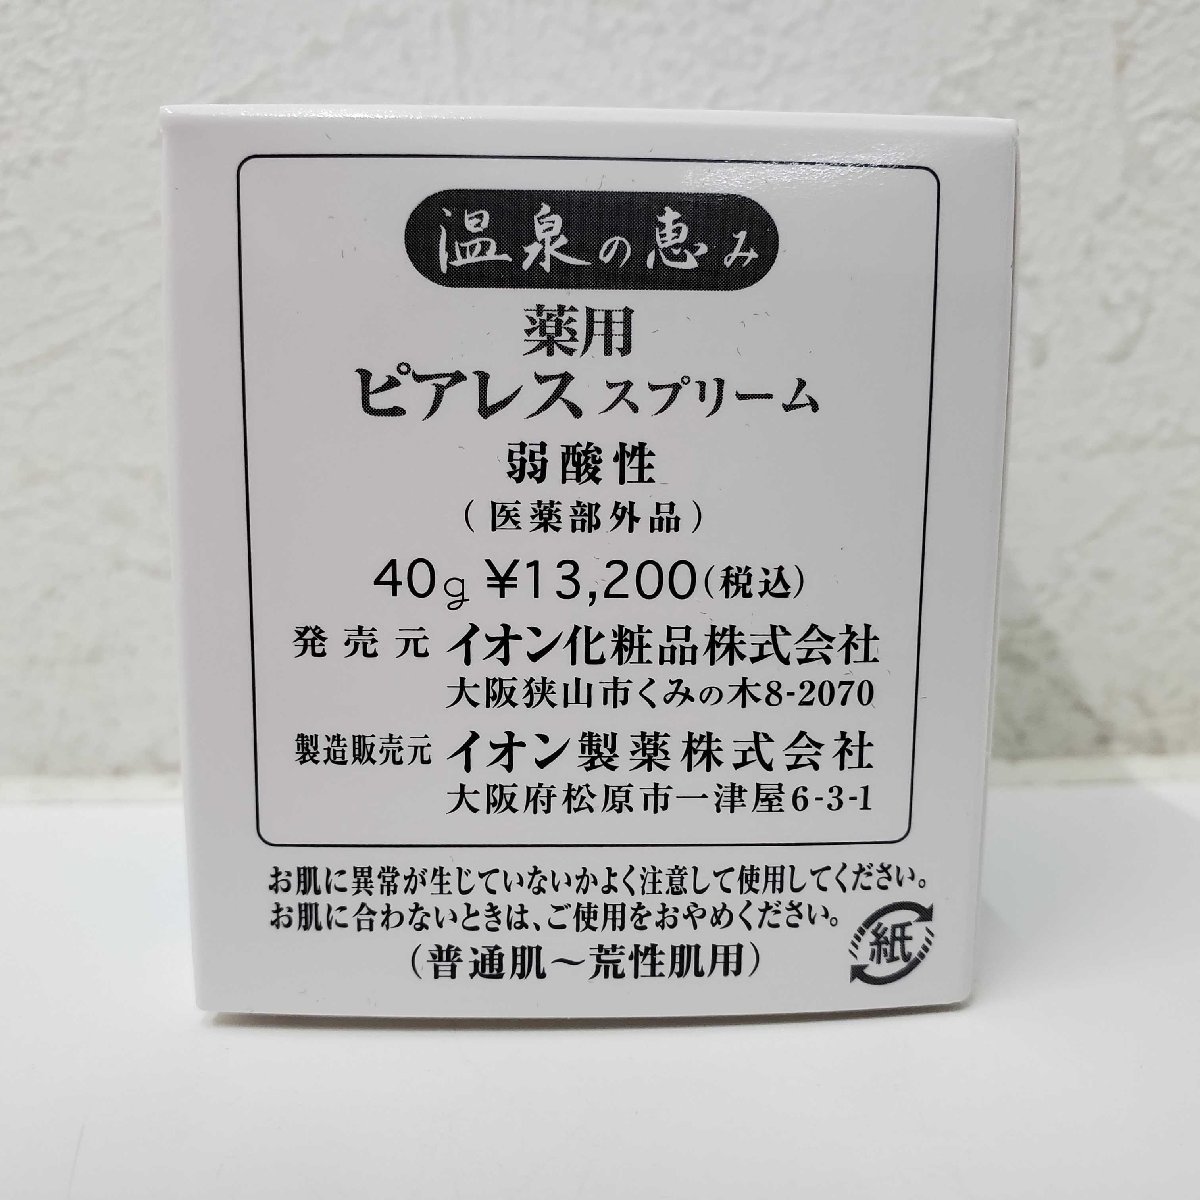 温泉の恵み
薬用
ピアレス スプリーム
弱酸性
(医薬部外品)
40g ¥13,200(税込)
発売元 イオン化粧品株式会社
大阪狭山市くみの木8-2070
製造販売元 イオン製薬株式会社
大阪府松原市一津屋6-3-1
お肌に異常が生じていないかよく注意して使用してください。
お肌に合わないときは、ご使用をおやめください。
(普通肌～荒性肌用)
紙